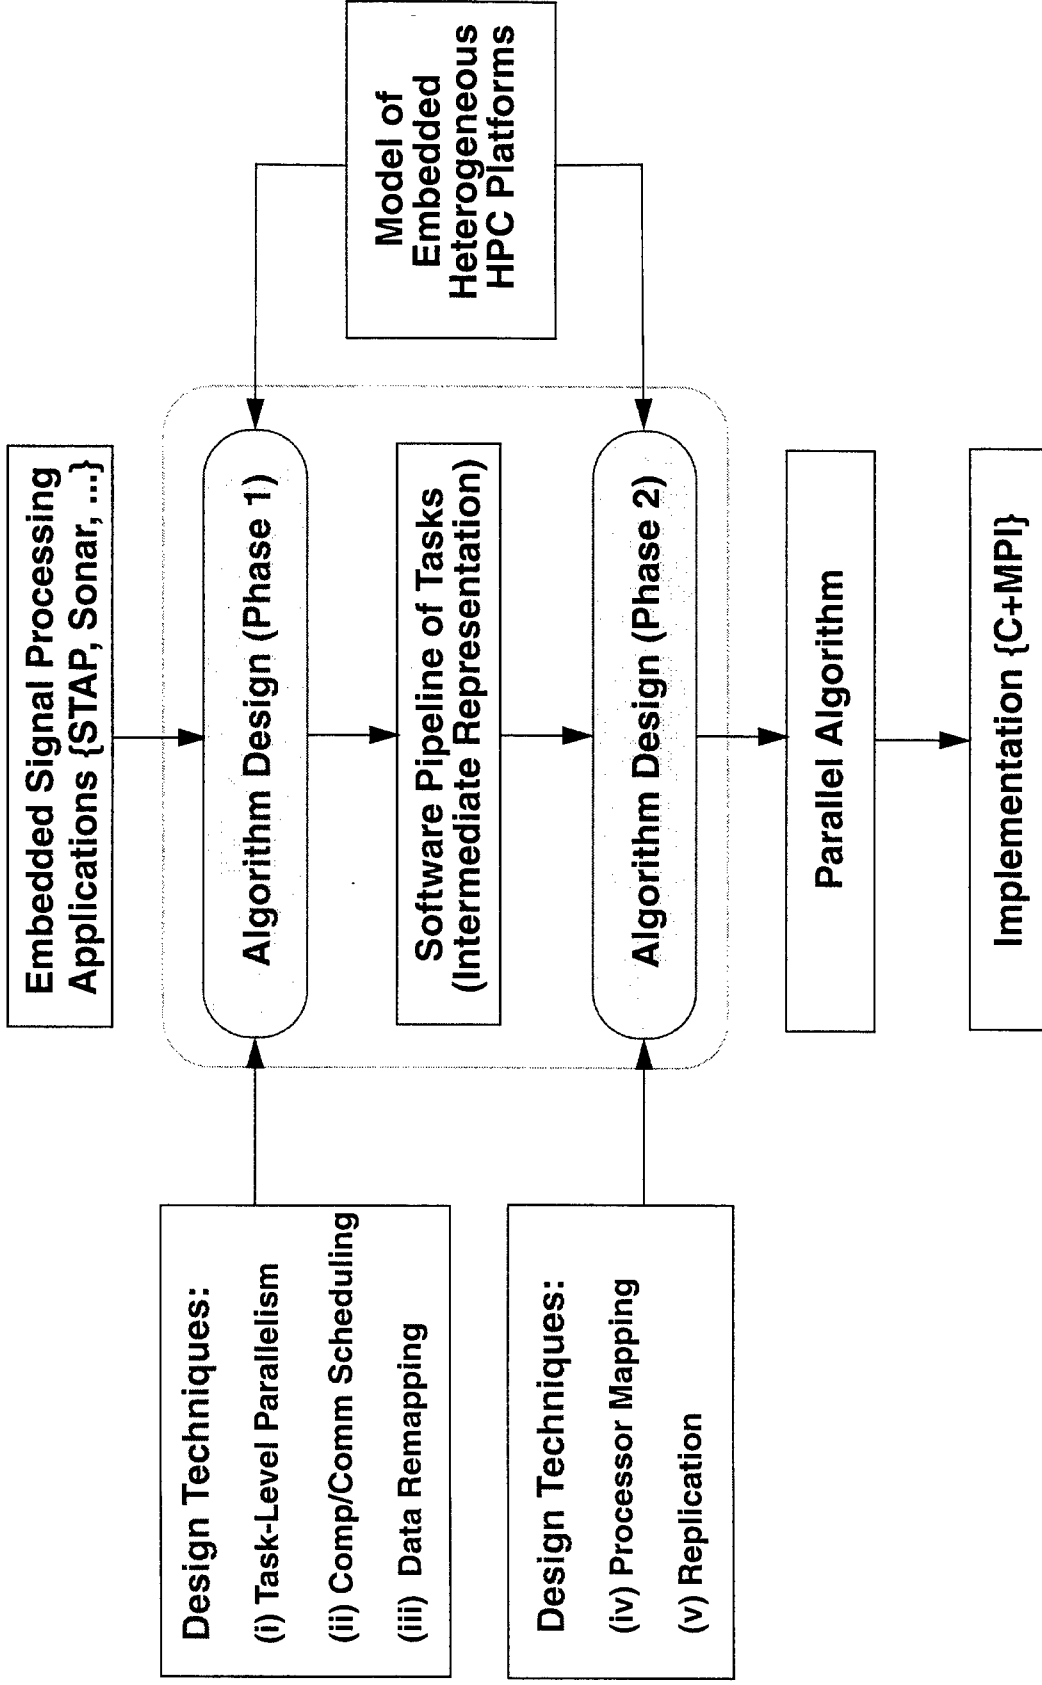 Embedded Signal Processing
Applications {STAP, Sonar, ...}
Design Techniques:
(i) Task-Level Parallelism
(ii) Comp/Comm Scheduling
(iii) Data Remapping
Algorithm Design (Phase 1)
Model of
Embedded
Heterogeneous
HPC Platforms
Software Pipeline of Tasks
(Intermediate Representation)
Design Techniques:
(iv) Processor Mapping
(v) Replication
Algorithm Design (Phase 2)
Parallel Algorithm
Implementation {C+MPI}